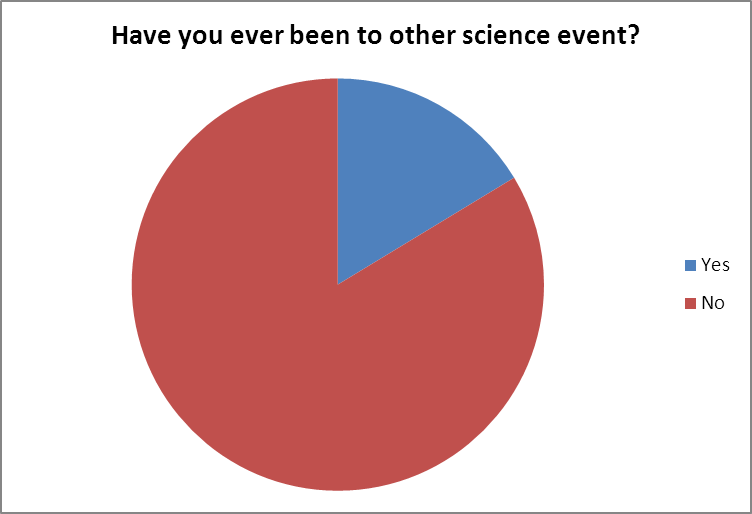 Have you ever been to other science event?
Yes
No